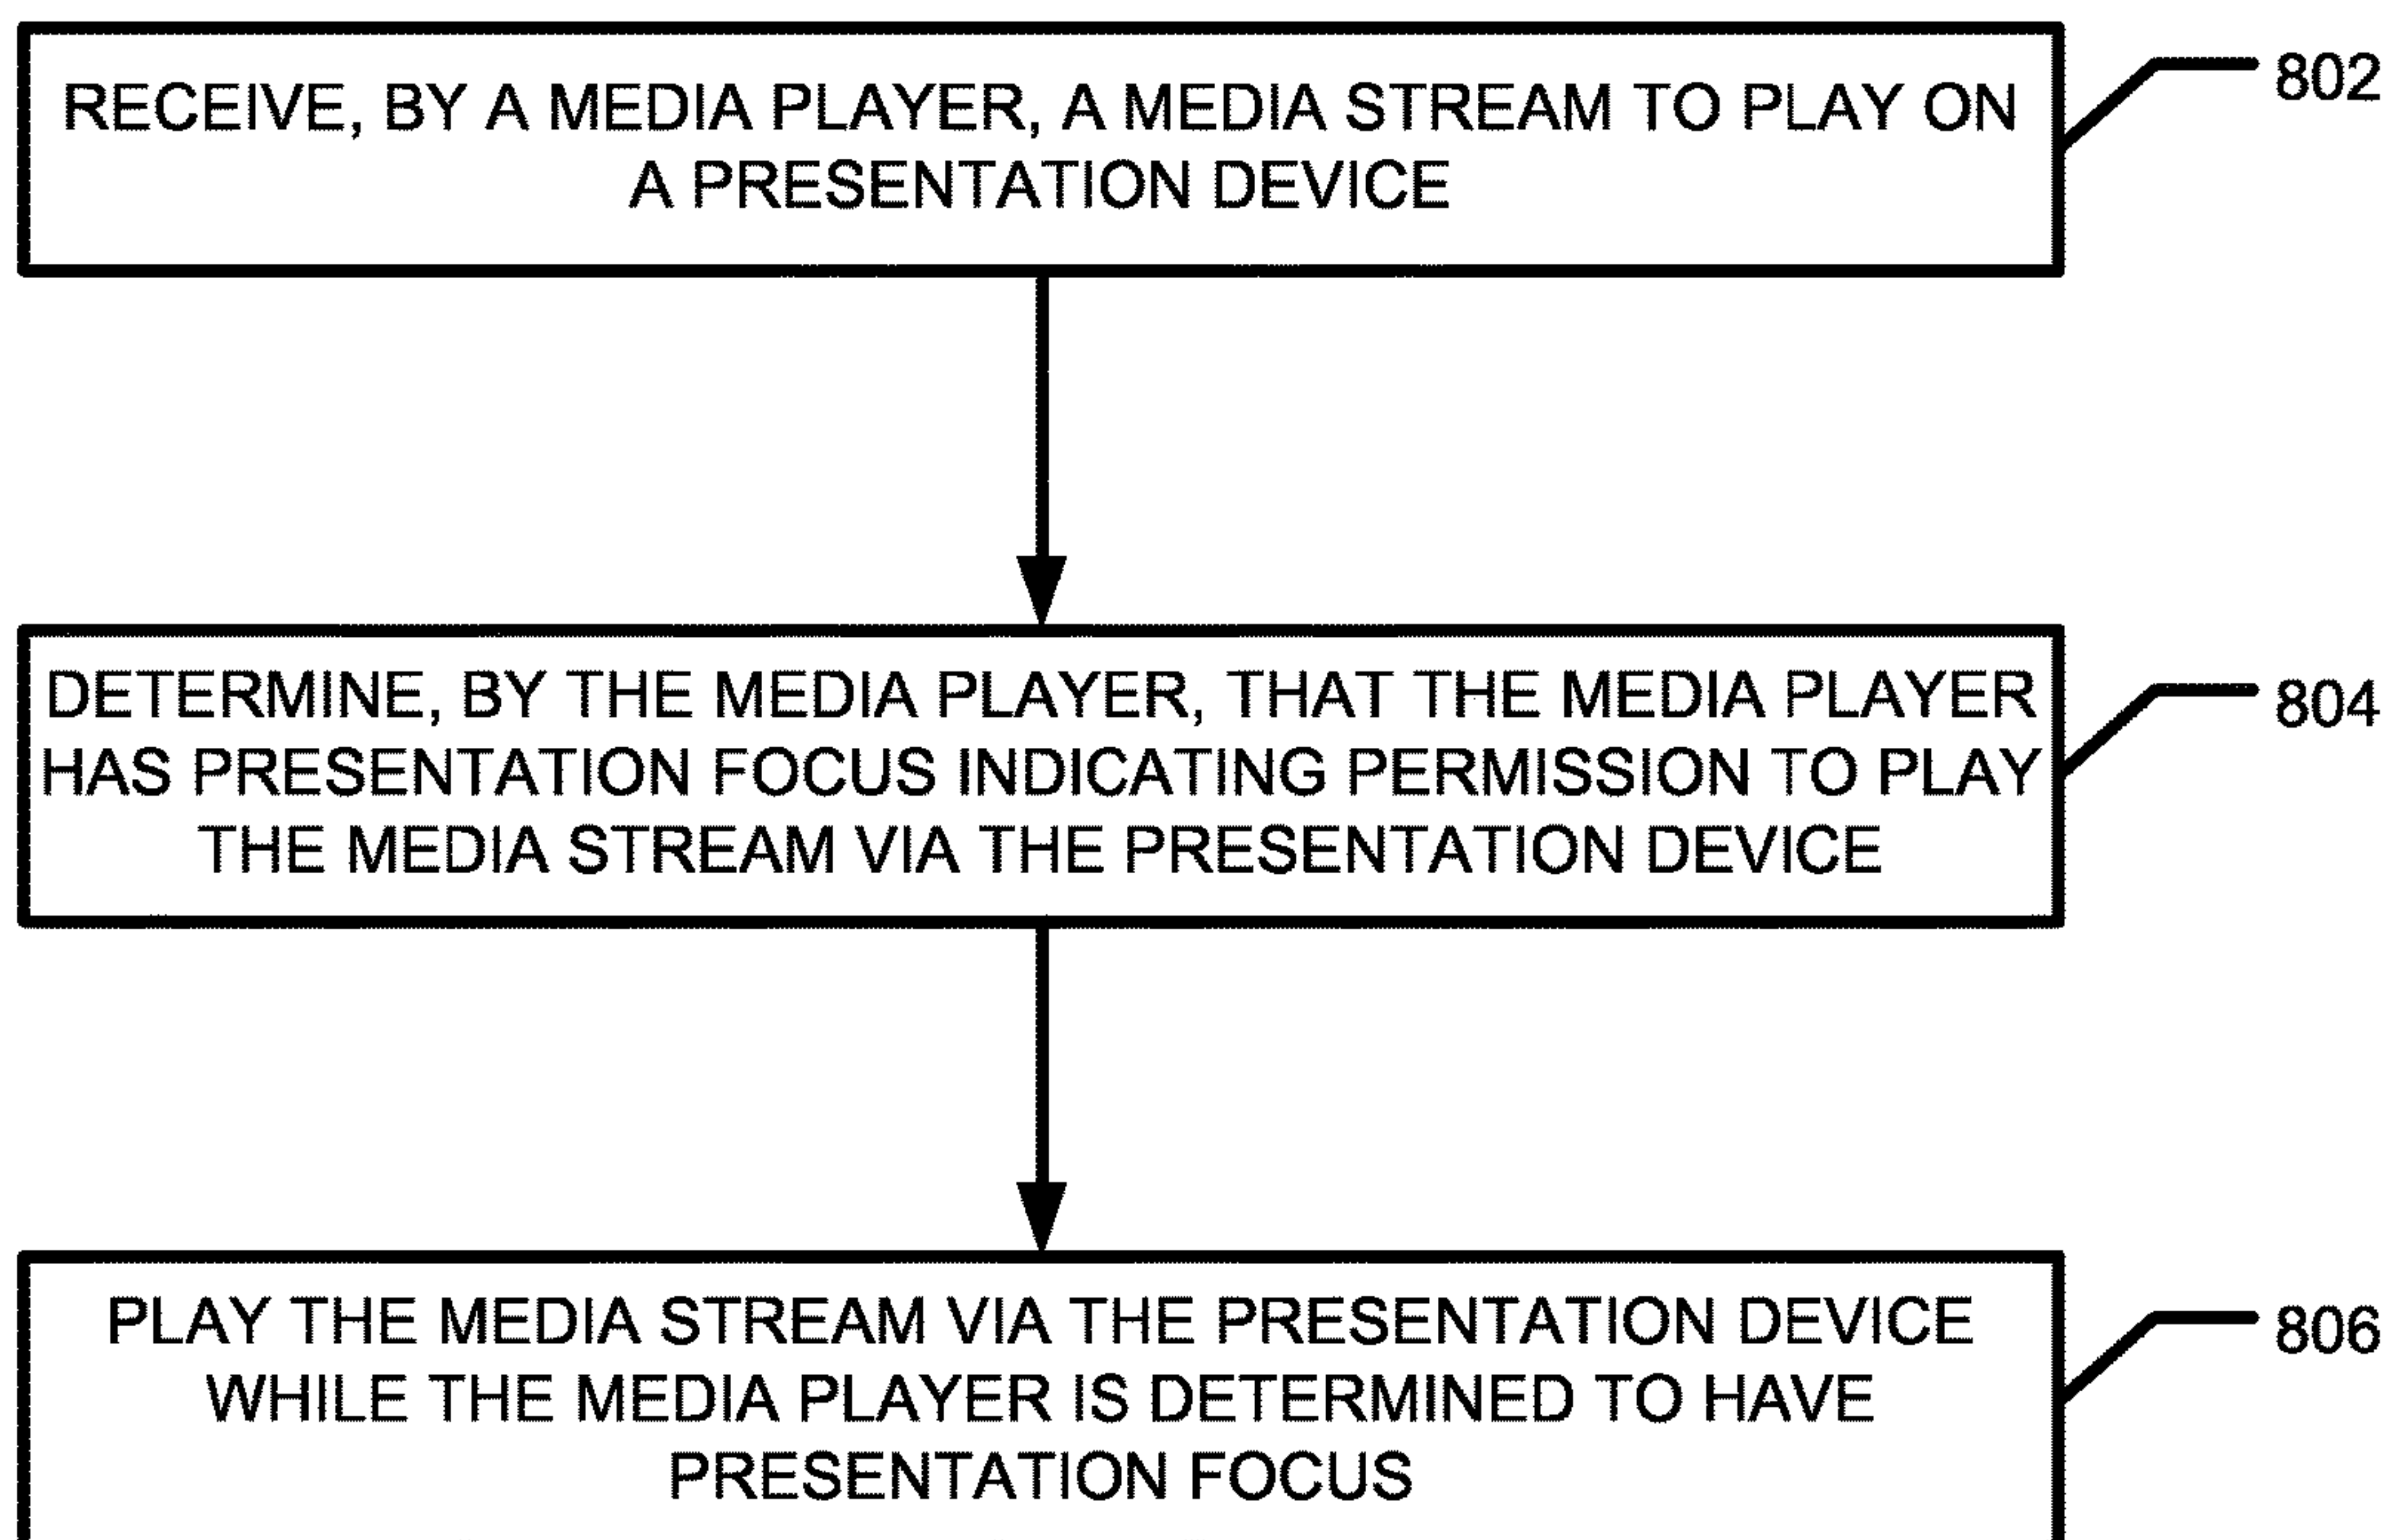 RECEIVE, BY A MEDIA PLAYER, A MEDIA STREAM TO PLAY ON
A PRESENTATION DEVICE
802
DETERMINE, BY THE MEDIA PLAYER, THAT THE MEDIA PLAYER
HAS PRESENTATION FOCUS INDICATING PERMISSION TO PLAY
THE MEDIA STREAM VIA THE PRESENTATION DEVICE
804
PLAY THE MEDIA STREAM VIA THE PRESENTATION DEVICE
WHILE THE MEDIA PLAYER IS DETERMINED TO HAVE
PRESENTATION FOCUS
806